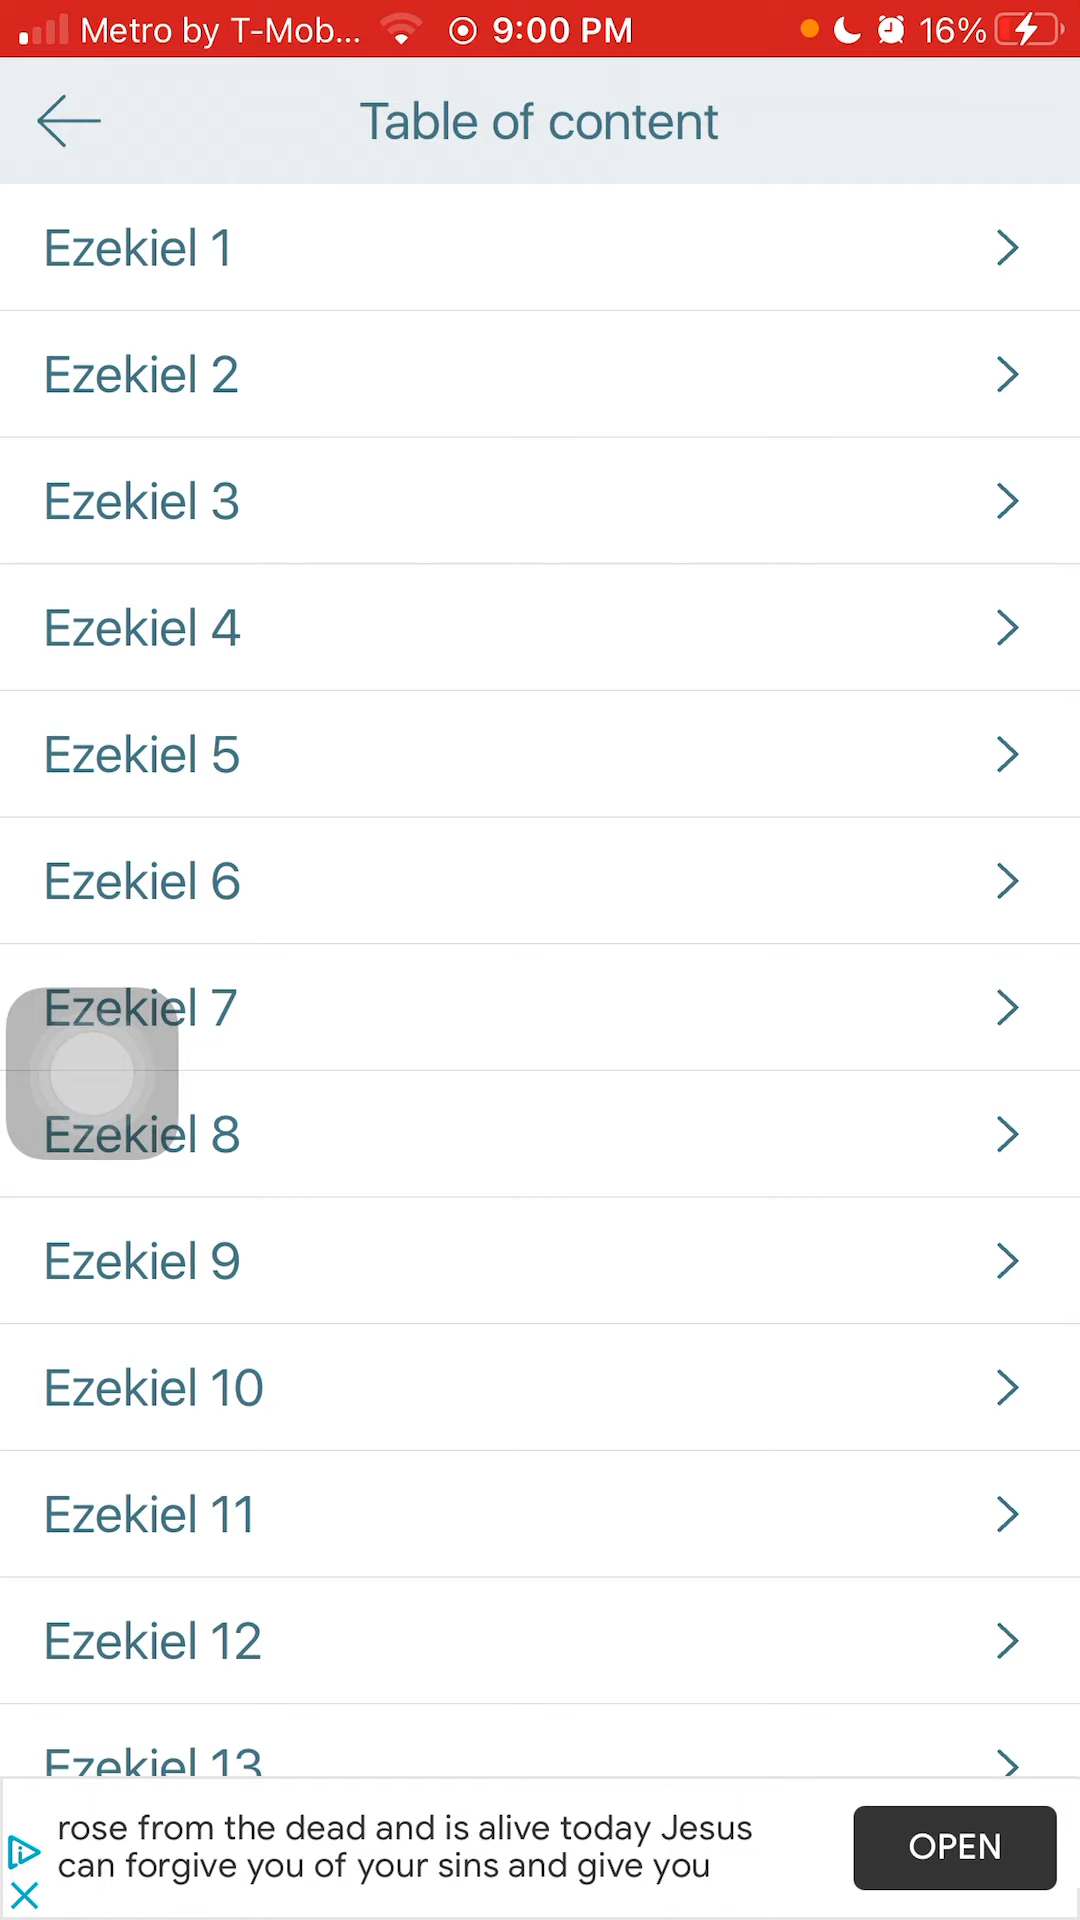 Metro by T-Mob... 9:00 PM 16%
Table of content
Ezekiel 1
Ezekiel 2
Ezekiel 3
Ezekiel 4
Ezekiel 5
Ezekiel 6
Ezekiel 7
Ezekiel 8
Ezekiel 9
Ezekiel 10
Ezekiel 11
Ezekiel 12
Ezekiel 13
rose from the dead and is alive today Jesus
can forgive you of your sins and give you
OPEN